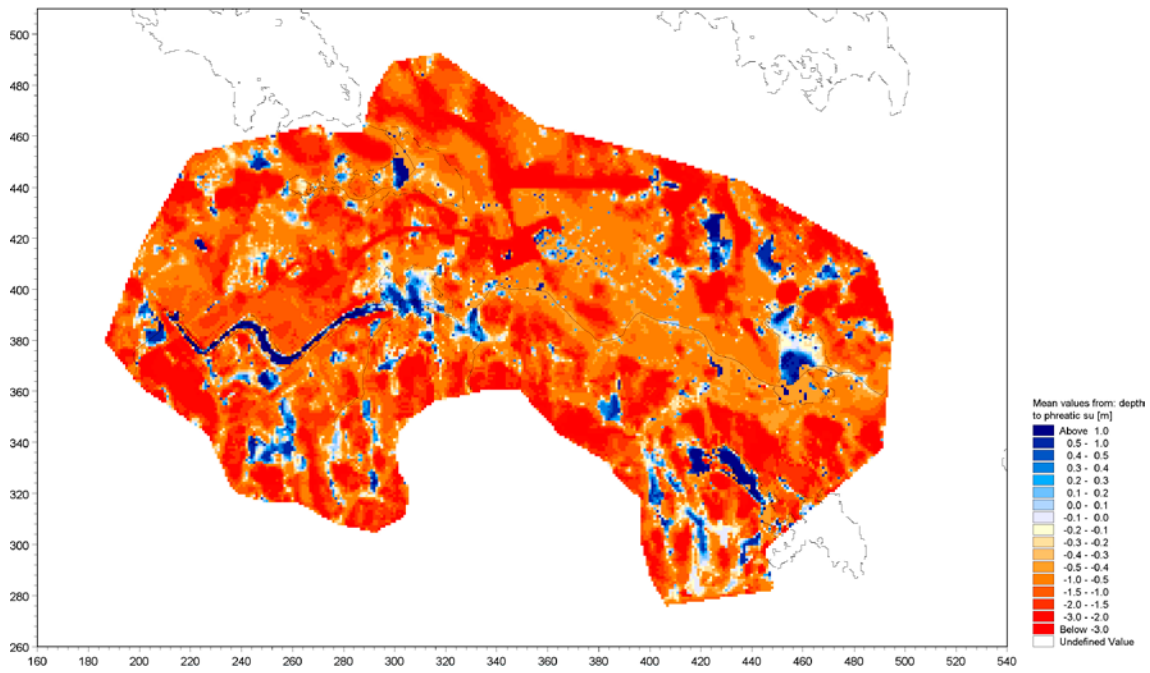 500
480
460
440
420
400
380
360
340
320
300
280
260
160 180 200 220 240 260 280 300 320 340 360 380 400 420 440 460 480 500 520 540
Mean values from: depth
to phreatic su [m]
Above 1.0
0.5 - 1.0
0.4 - 0.5
0.3 - 0.4
0.2 - 0.3
0.1 - 0.2
0.0 - 0.1
-0.1 - 0.0
-0.2 - -0.1
-0.3 - -0.2
-0.4 - -0.3
-0.5 - -0.4
-1.0 - -0.5
-1.5 - -1.0
-2.0 - -1.5
-3.0 - -2.0
Below -3.0
Undefined Value